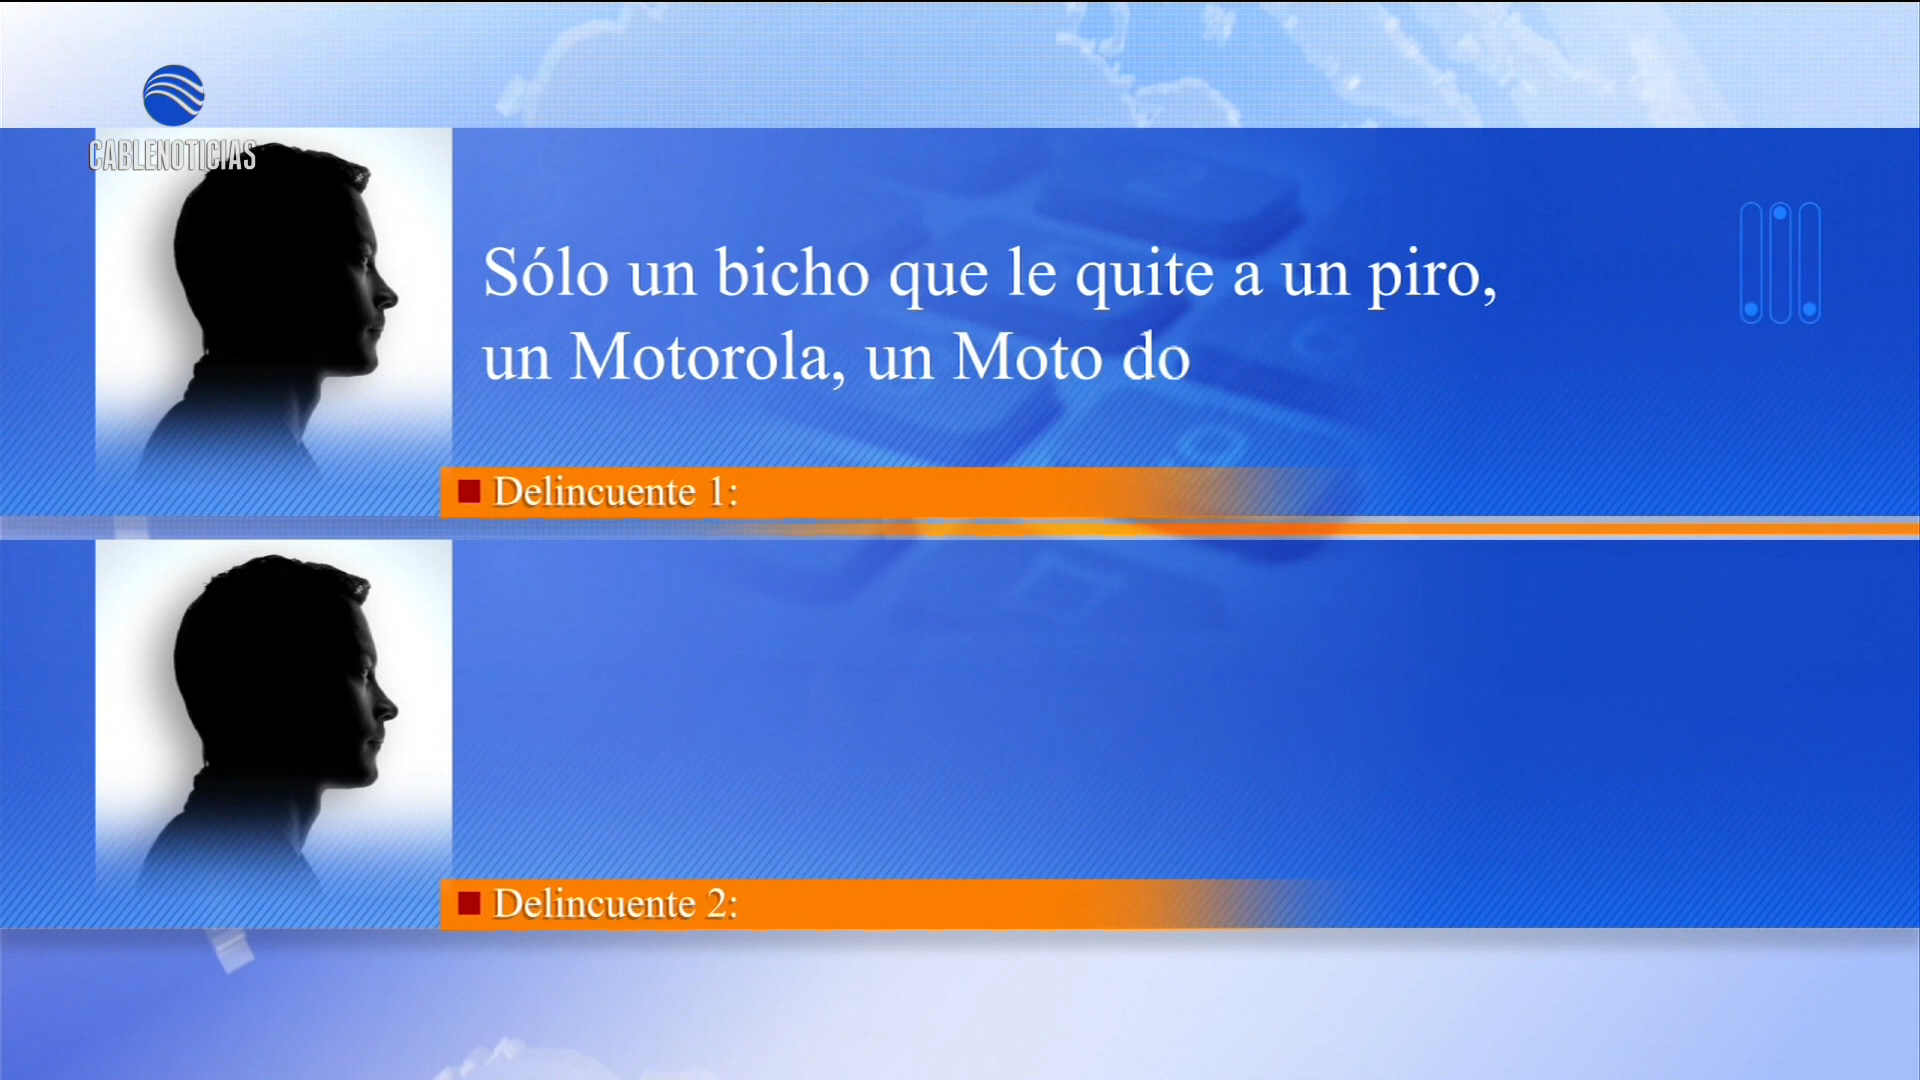 CABLENOTICIAS
Sólo un bicho que le quite a un piro,
un Motorola, un Moto do
Delincuente 1:
Delincuente 2: